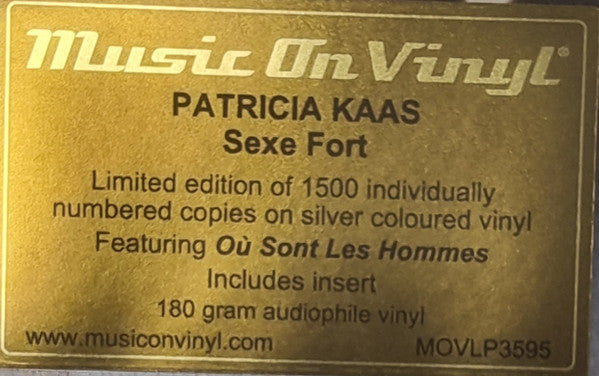 Music On Vinyl®
PATRICIA KAAS
Sexe Fort
Limited edition of 1500 individually
numbered copies on silver coloured vinyl
Featuring Où Sont Les Hommes
Includes insert
180 gram audiophile vinyl
www.musiconvinyl.com MOVLP3595